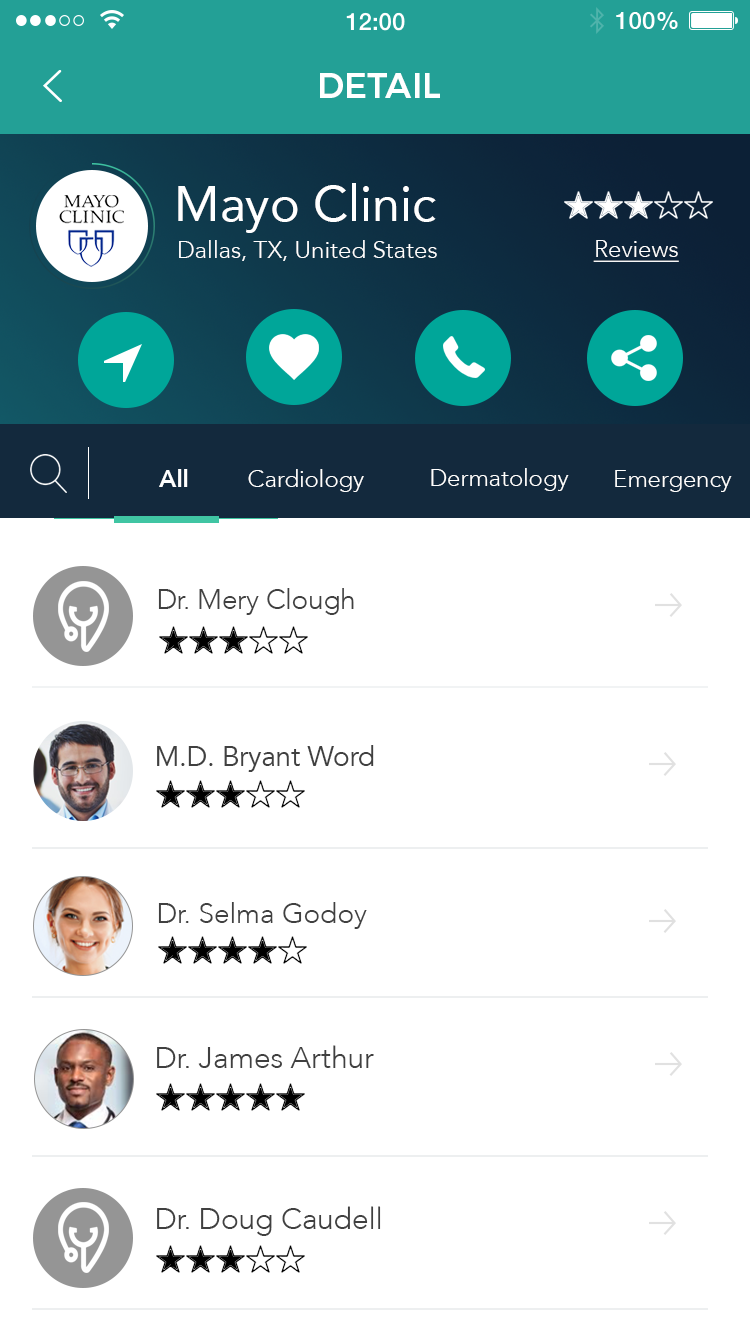 12:00
100%
DETAIL
MAYO
CLINIC
Mayo Clinic
Dallas, TX, United States
Reviews
All
Cardiology
Dermatology
Emergency
Dr. Mery Clough
M.D. Bryant Word
Dr. Selma Godoy
Dr. James Arthur
Dr. Doug Caudell